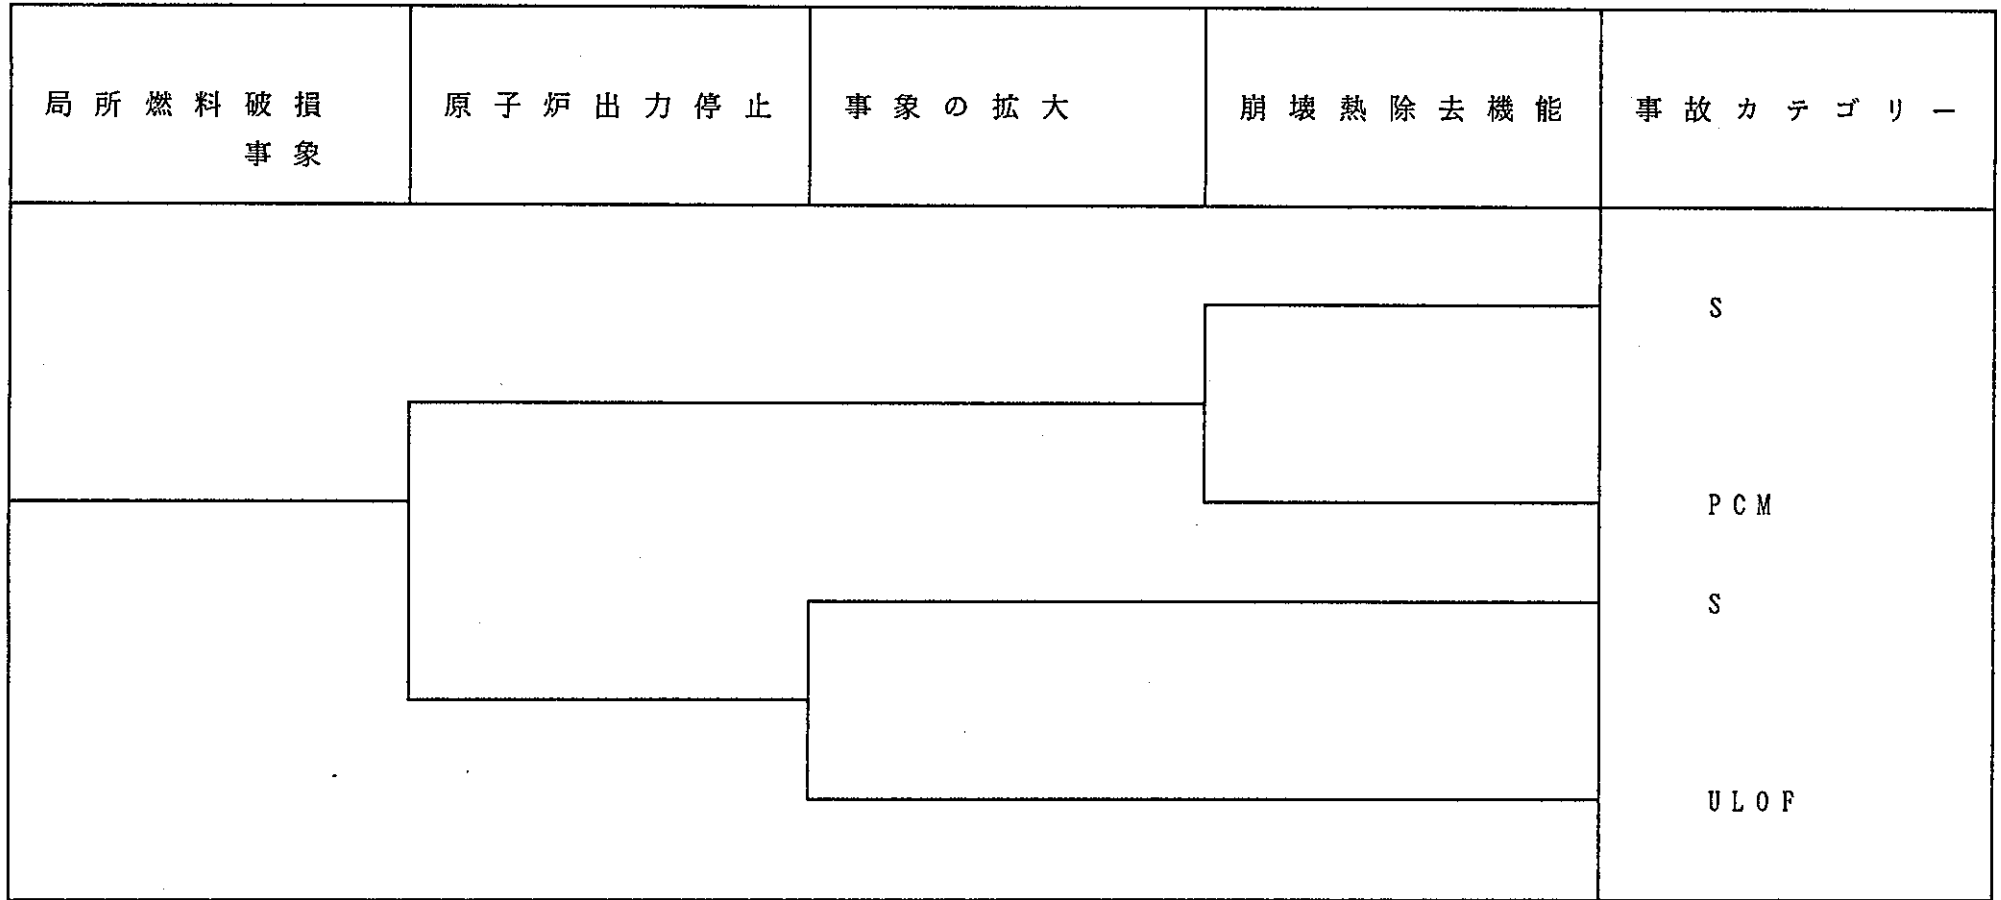 局所燃料破損
事象
原子炉出力停止
事象の拡大
崩壊熱除去機能
事故カテゴリー
S
PCM
S
ULOF